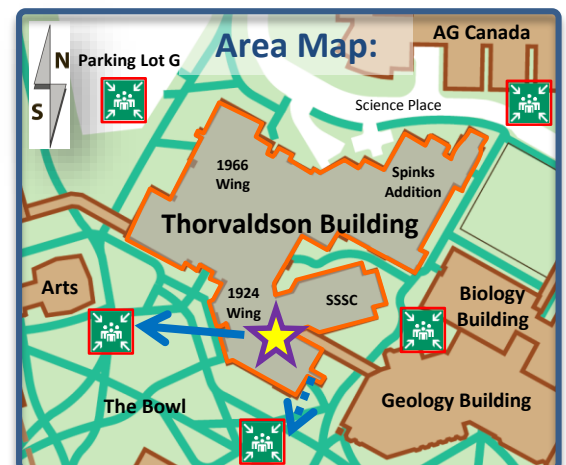 Area Map:
AG Canada
N
Parking Lot G
S
Science Place
1966
Wing
Spinks
Addition
Thorvaldson Building
Arts
1924
Wing
SSSC
Biology
Building
The Bowl
Geology Building